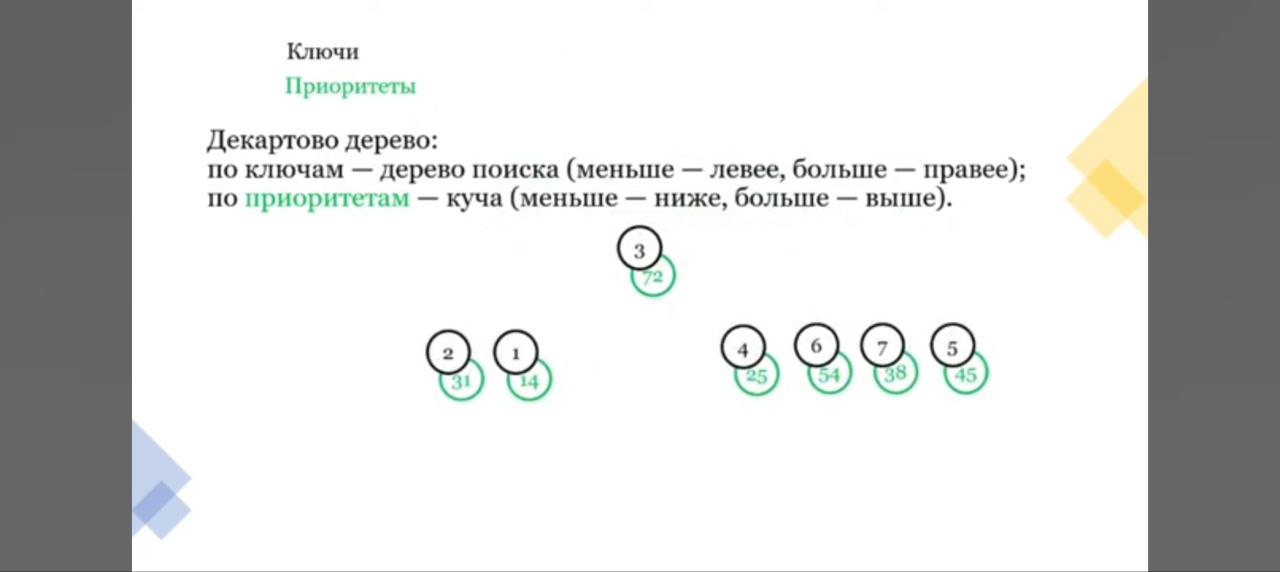 Ключи
Приоритеты
Декартово дерево:
по ключам — дерево поиска (меньше — левее, больше — правее);
по приоритетам — куча (меньше — ниже, больше — выше).
3
72
2 1 4 6 7 5
31 14 25 54 38 45